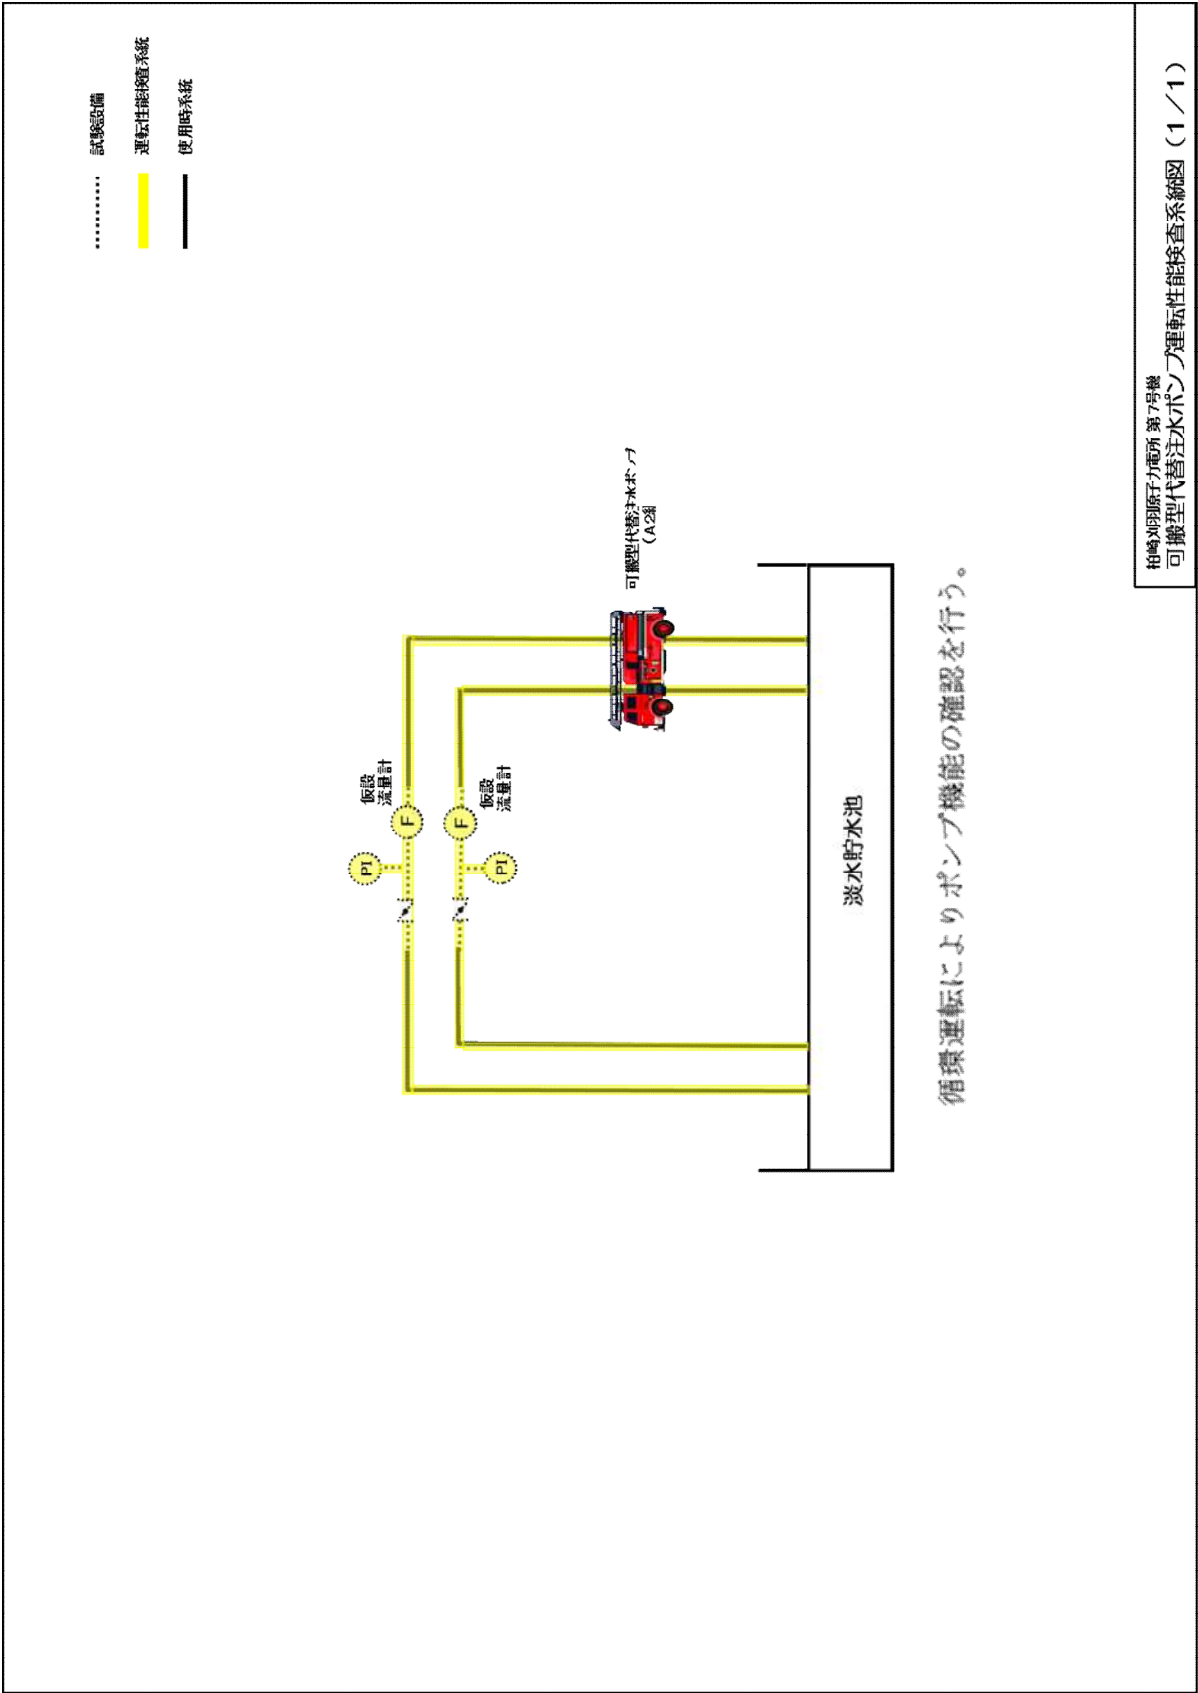 試験設備
運転性能検査系統
使用時系統
仮設
流量計
PI
F
仮設
流量計
F
PI
可搬型代替注水ポンプ
（A2級
淡水貯水池
循環運転によりポンプ機能の確認を行う。
柏崎刈羽原子力発電所 第7号機
可搬型代替注水ポンプ運転性能検査系統図（1／1）